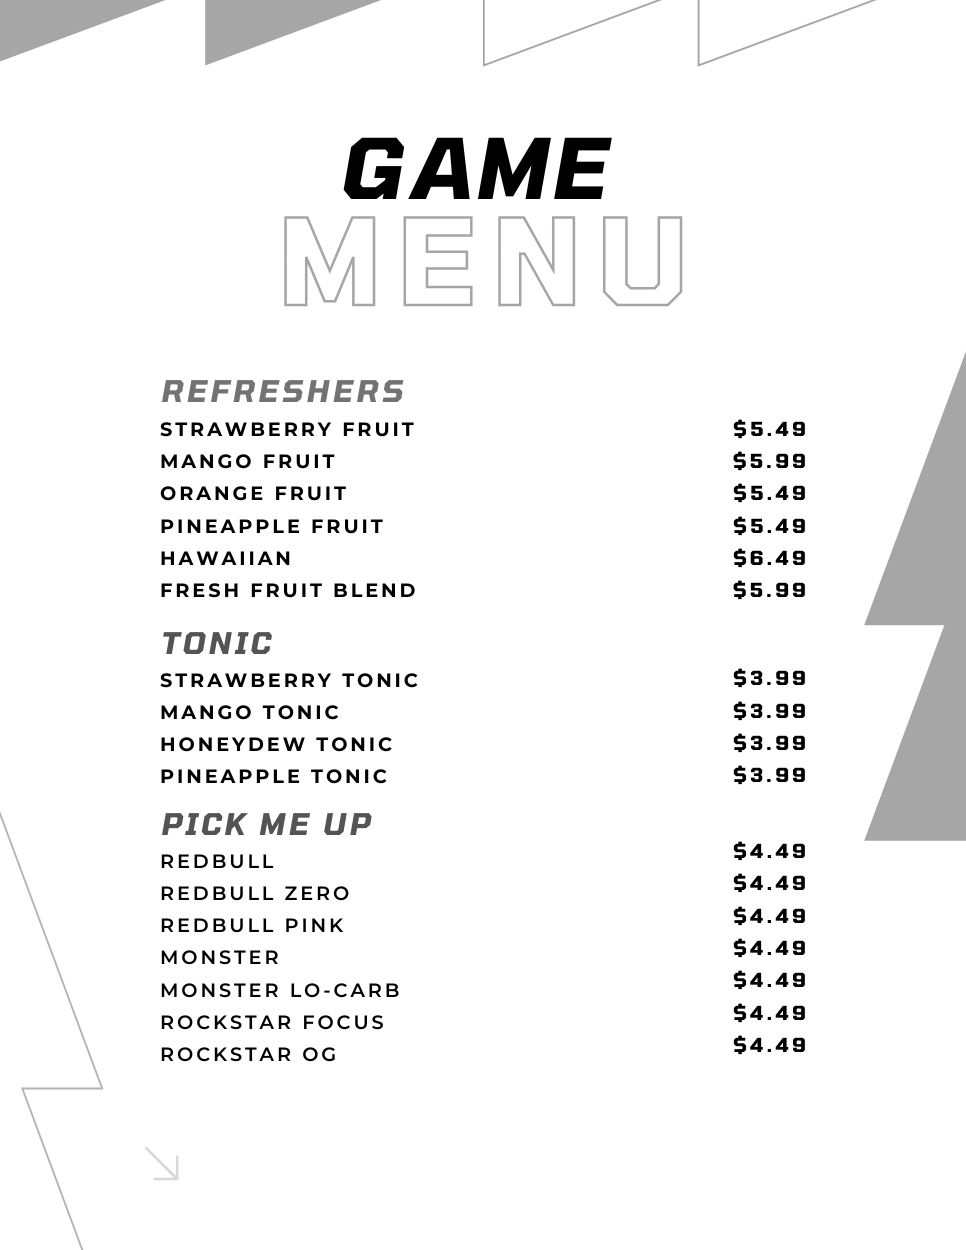 GAME
MENU
REFRESHERS
STRAWBERRY FRUIT $5.49
MANGO FRUIT $5.99
ORANGE FRUIT $5.49
PINEAPPLE FRUIT $5.49
HAWAIIAN $6.49
FRESH FRUIT BLEND $5.99
TONIC
STRAWBERRY TONIC $3.99
MANGO TONIC $3.99
HONEYDEW TONIC $3.99
PINEAPPLE TONIC $3.99
PICK ME UP
REDBULL $4.49
REDBULL ZERO $4.49
REDBULL PINK $4.49
MONSTER $4.49
MONSTER LO-CARB $4.49
ROCKSTAR FOCUS $4.49
ROCKSTAR OG $4.49